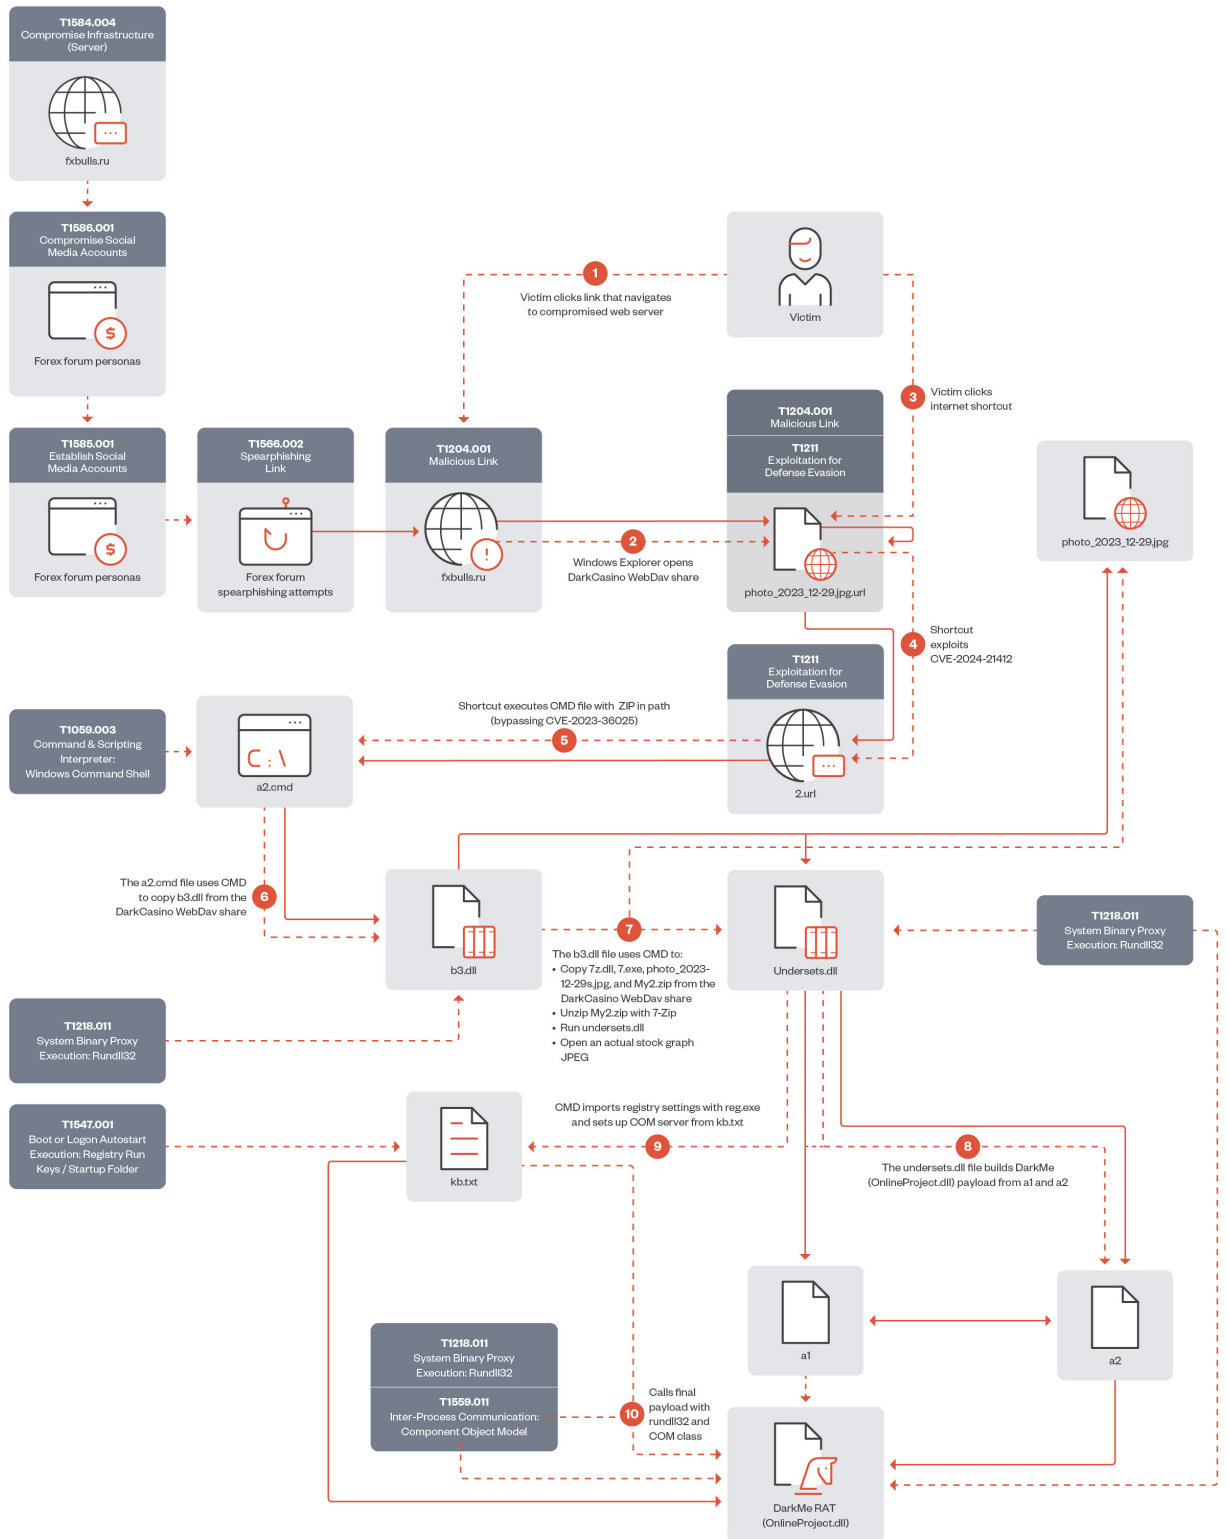 T1584.004
Compromise Infrastructure
(Server)
fxbulls.ru
T1586.001
Compromise Social
Media Accounts
Forex forum personas
1
Victim clicks link that navigates
to compromised web server
Victim
3
Victim clicks
internet shortcut
T1585.001
Establish Social
Media Accounts
Forex forum personas
T1566.002
Spearphishing
Link
Forex forum
spearphishing attempts
T1204.001
Malicious Link
fxbulls.ru
2
Windows Explorer opens
DarkCasino WebDav share
T1204.001
Malicious Link
T1211
Exploitation for
Defense Evasion
photo_2023_12-29.jpg.url
photo_2023_12-29.jpg
4
Shortcut
exploits
CVE-2024-21412
T1211
Exploitation for
Defense Evasion
2.url
Shortcut executes CMD file with ZIP in path
(bypassing CVE-2023-36025)
5
T1059.003
Command & Scripting
Interpreter:
Windows Command Shell
C:\
a2.cmd
The a2.cmd file uses CMD
to copy b3.dll from the
DarkCasino WebDav share
6
b3.dll
7
The b3.dll file uses CMD to:
• Copy 7z.dll, 7.exe, photo_2023-
12-29s.jpg, and My2.zip from the
DarkCasino WebDav share
• Unzip My2.zip with 7-Zip
• Run undersets.dll
• Open an actual stock graph
JPEG
Undersets.dll
T1218.011
System Binary Proxy
Execution: Rundll32
T1218.011
System Binary Proxy
Execution: Rundll32
T1547.001
Boot or Logon Autostart
Execution: Registry Run
Keys / Startup Folder
kb.txt
CMD imports registry settings with reg.exe
and sets up COM server from kb.txt
9
8
The undersets.dll file builds DarkMe
(OnlineProject.dll) payload from a1 and a2
a1
a2
T1218.011
System Binary Proxy
Execution: Rundll32
T1559.011
Inter-Process Communication:
Component Object Model
10
Calls final
payload with
rundll32 and
COM class
DarkMe RAT
(OnlineProject.dll)